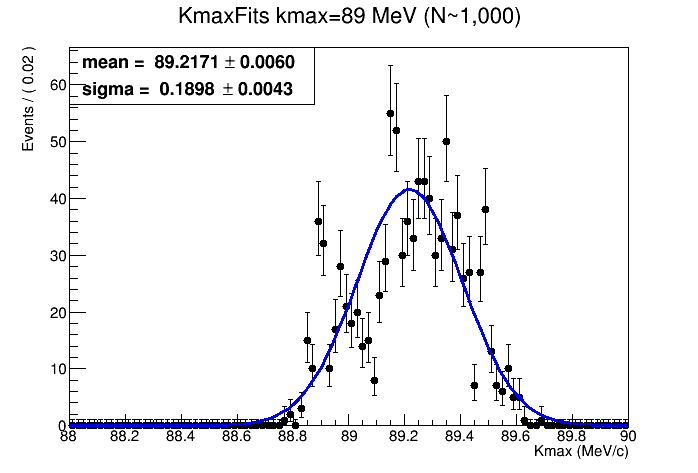 KmaxFits kmax=89 MeV (N~1,000)
mean = 89.2171 ± 0.0060
sigma = 0.1898 ± 0.0043
Events / ( 0.02 )
60
50
40
30
20
10
0
88 88.2 88.4 88.6 88.8 89 89.2 89.4 89.6 89.8 90
Kmax (MeV/c)